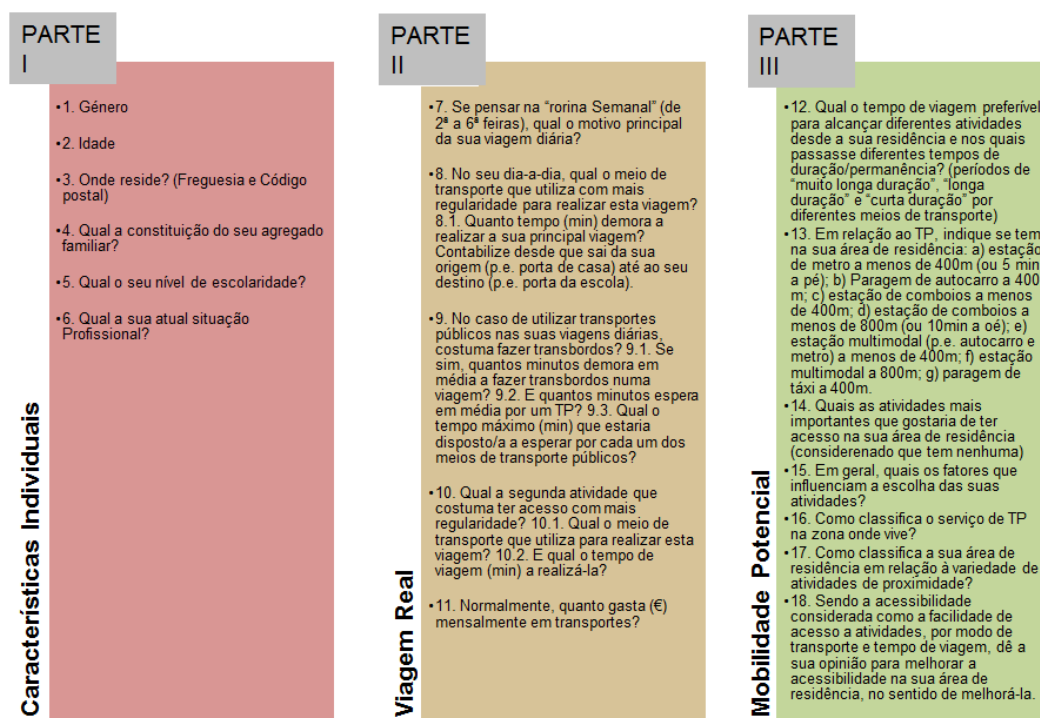 PARTE
I
•1. Género
•2. Idade
•3. Onde reside? (Freguesia e Código
postal)
•4. Qual a constituição do seu agregado
familiar?
•5. Qual o seu nível de escolaridade?
•6. Qual a sua atual situação
Profissional?
Características Individuais
PARTE
II
•7. Se pensar na “rorina Semanal” (de
2ª a 6ª feiras), qual o motivo principal
da sua viagem diária?
•8. No seu dia-a-dia, qual o meio de
transporte que utiliza com mais
regularidade para realizar esta viagem?
8.1. Quanto tempo (min) demora a
realizar a sua principal viagem?
Contabilize desde que sai da sua
origem (p.e. porta de casa) até ao seu
destino (p.e. porta da escola).
•9. No caso de utilizar transportes
públicos nas suas viagens diárias,
costuma fazer transbordos? 9.1. Se
sim, quantos minutos demora em
média a fazer transbordos numa
viagem? 9.2. E quantos minutos espera
em média por um TP? 9.3. Qual o
tempo máximo (min) que estaria
disposto/a a esperar por cada um dos
meios de transporte públicos?
•10. Qual a segunda atividade que
costuma ter acesso com mais
regularidade? 10.1. Qual o meio de
transporte que utiliza para realizar esta
viagem? 10.2. E qual o tempo de
viagem (min) a realizá-la?
•11. Normalmente, quanto gasta (€)
mensalmente em transportes?
Viagem Real
PARTE
III
•12. Qual o tempo de viagem preferível
para alcançar diferentes atividades
desde a sua residência e nos quais
passasse diferentes tempos de
duração/permanência? (períodos de
“muito longa duração”, “longa
duração” e “curta duração” por
diferentes meios de transporte)
•13. Em relação ao TP, indique se tem
na sua área de residência: a) estação
de metro a menos de 400m (ou 5 min
a pé); b) Paragem de autocarro a 400
m; c) estação de comboios a menos
de 400m; d) estação de comboios a
menos de 800m (ou 10min a oé); e)
estação multimodal (p.e. autocarro e
metro) a menos de 400m; f) estação
multimodal a 800m; g) paragem de
táxi a 400m.
•14. Quais as atividades mais
importantes que gostaria de ter
acesso na sua área de residência
(considerenado que tem nenhuma)
•15. Em geral, quais os fatores que
influenciam a escolha das suas
atividades?
•16. Como classifica o serviço de TP
na zona onde vive?
•17. Como classifica a sua área de
residência em relação à variedade de
atividades de proximidade?
•18. Sendo a acessibilidade
considerada como a facilidade de
acesso a atividades, por modo de
transporte e tempo de viagem, dê a
sua opinião para melhorar a
acessibilidade na sua área de
residência, no sentido de melhorá-la.
Mobilidade Potencial